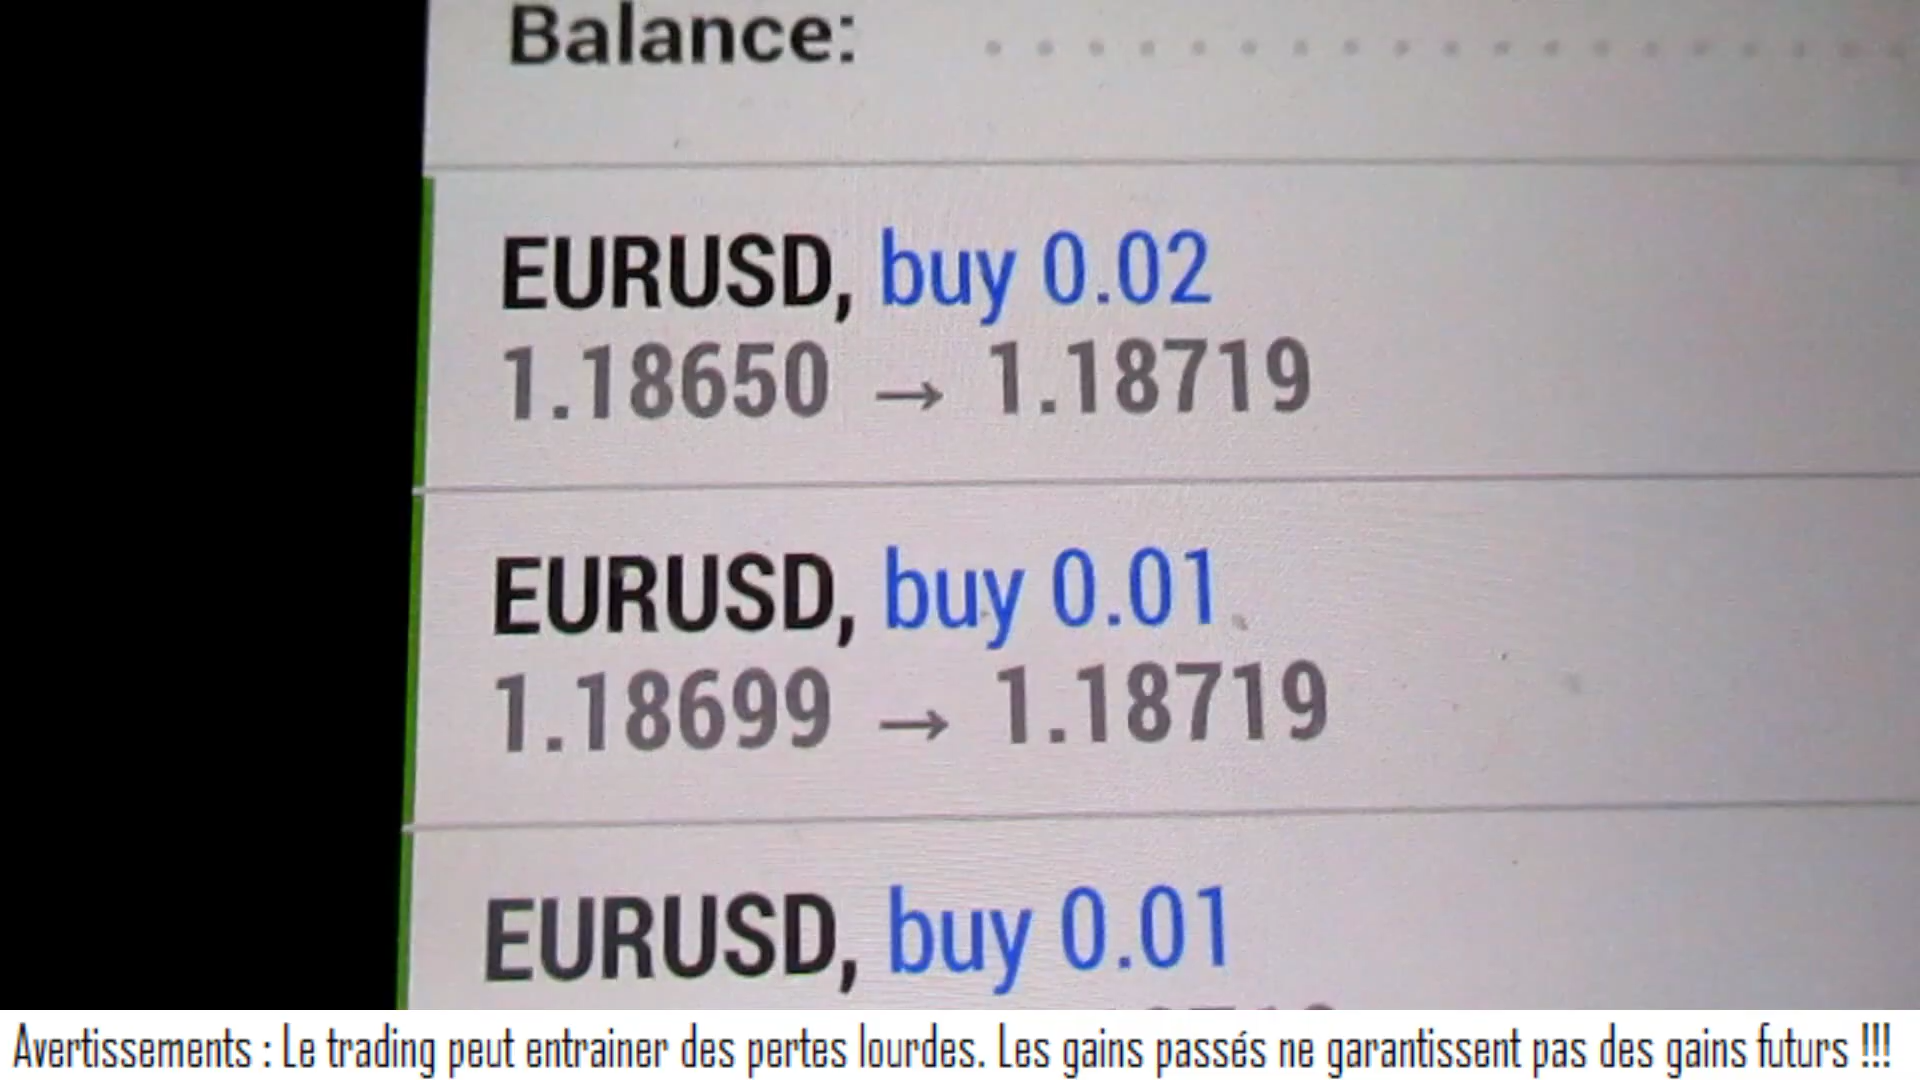 Balance:
EURUSD, buy 0.02
1.18650 → 1.18719
EURUSD, buy 0.01
1.18699 → 1.18719
EURUSD, buy 0.01
Avertissements : Le trading peut entrainer des pertes lourdes. Les gains passés ne garantissent pas des gains futurs !!!